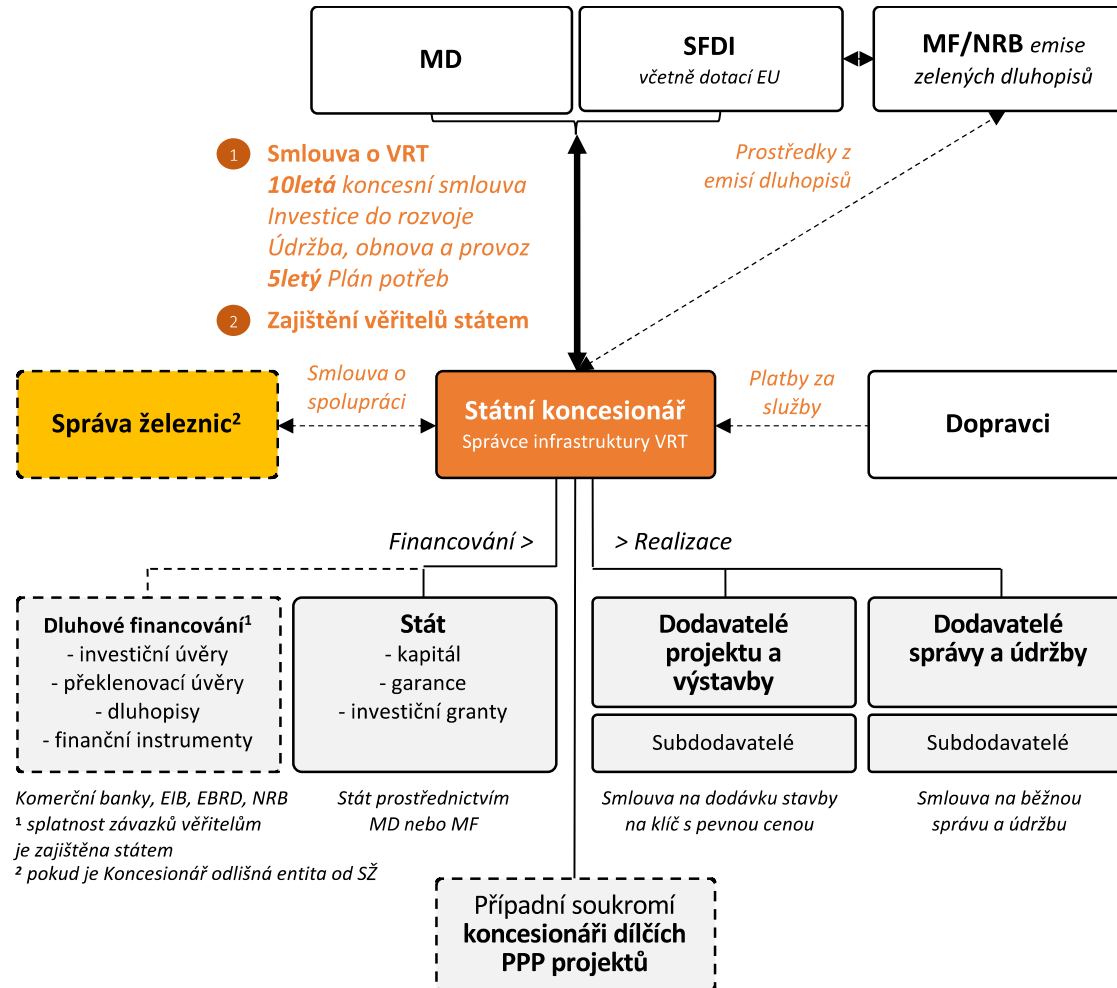 MD
SFDI
včetně dotací EU
MF/NRB emise
zelených dluhopisů
1 Smlouva o VRT
10letá koncesní smlouva
Investice do rozvoje
Údržba, obnova a provoz
5letý Plán potřeb
2 Zajištění věřitelů státem
Prostředky z
emisí dluhopisů
Správa železnic²
Smlouva o
spolupráci
Státní koncesionář
Správce infrastruktury VRT
Platby za
služby
Dopravci
Financování >
> Realizace
Dluhové financování¹
- investiční úvěry
- překlenovací úvěry
- dluhopisy
- finanční instrumenty
Stát
- kapitál
- garance
- investiční granty
Dodavatelé
projektu a
výstavby
Subdodavatelé
Dodavatelé
správy a údržby
Subdodavatelé
Komerční banky, EIB, EBRD, NRB
¹ splatnost závazků věřitelům
je zajištěna státem
² pokud je Koncesionář odlišná entita od SŽ
Stát prostřednictvím
MD nebo MF
Smlouva na dodávku stavby
na klíč s pevnou cenou
Smlouva na běžnou
správu a údržbu
Případní soukromí
koncesionáři dílčích
PPP projektů